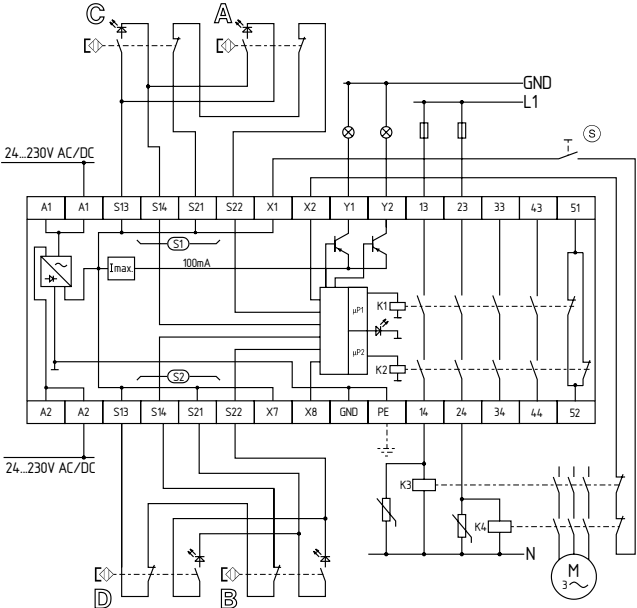 C A
GND
L1
S
24...230V AC/DC
A1 A1 S13 S14 S21 S22 X1 X2 Y1 Y2 13 23 33 43 51
S1
Imax. 100mA
K1 µP1
µP2
K2
S2
A2 A2 S13 S14 S21 S22 X7 X8 GND PE 14 24 34 44 52
24...230V AC/DC
K3
K4
N
D B
M
3~